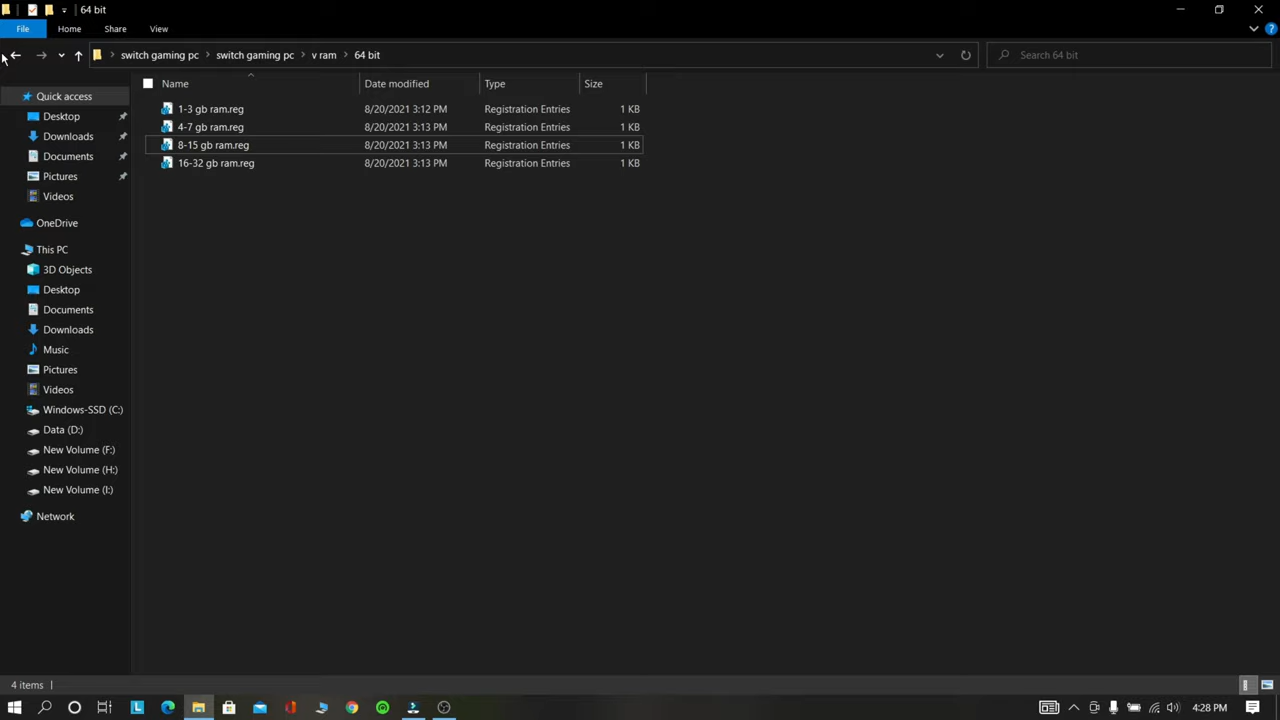 64 bit
File Home Share View
switch gaming pc switch gaming pc v ram 64 bit Search 64 bit
Name Date modified Type Size
1-3 gb ram.reg 8/20/2021 3:12 PM Registration Entries 1 KB
4-7 gb ram.reg 8/20/2021 3:13 PM Registration Entries 1 KB
8-15 gb ram.reg 8/20/2021 3:13 PM Registration Entries 1 KB
16-32 gb ram.reg 8/20/2021 3:13 PM Registration Entries 1 KB
Quick access
Desktop
Downloads
Documents
Pictures
Videos
OneDrive
This PC
3D Objects
Desktop
Documents
Downloads
Music
Pictures
Videos
Windows-SSD (C:)
Data (D:)
New Volume (F:)
New Volume (H:)
New Volume (I:)
Network
4 items
4:28 PM